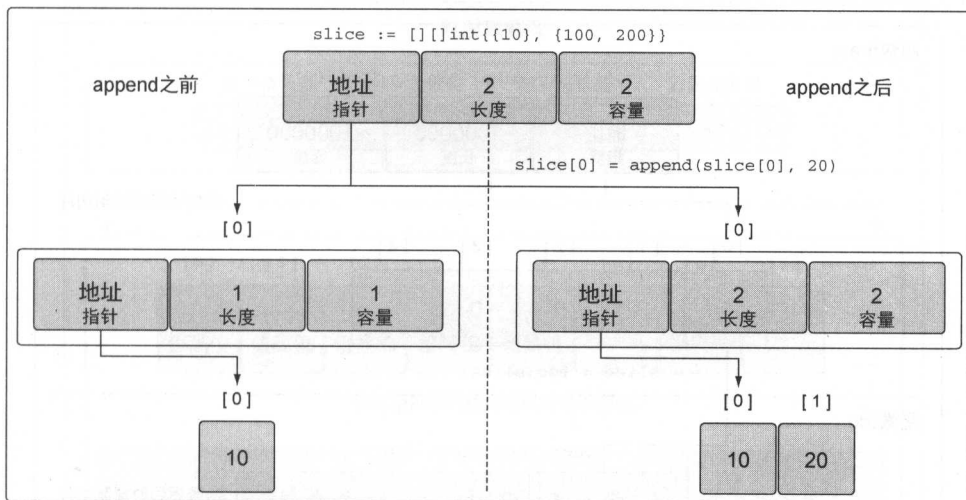 slice := [][]int{{10}, {100, 200}}
append之前
地址 2 2
指针 长度 容量
append之后
slice[0] = append(slice[0], 20)
[0]
[0]
地址 1 1
指针 长度 容量
地址 2 2
指针 长度 容量
[0]
[0] [1]
10
10 20